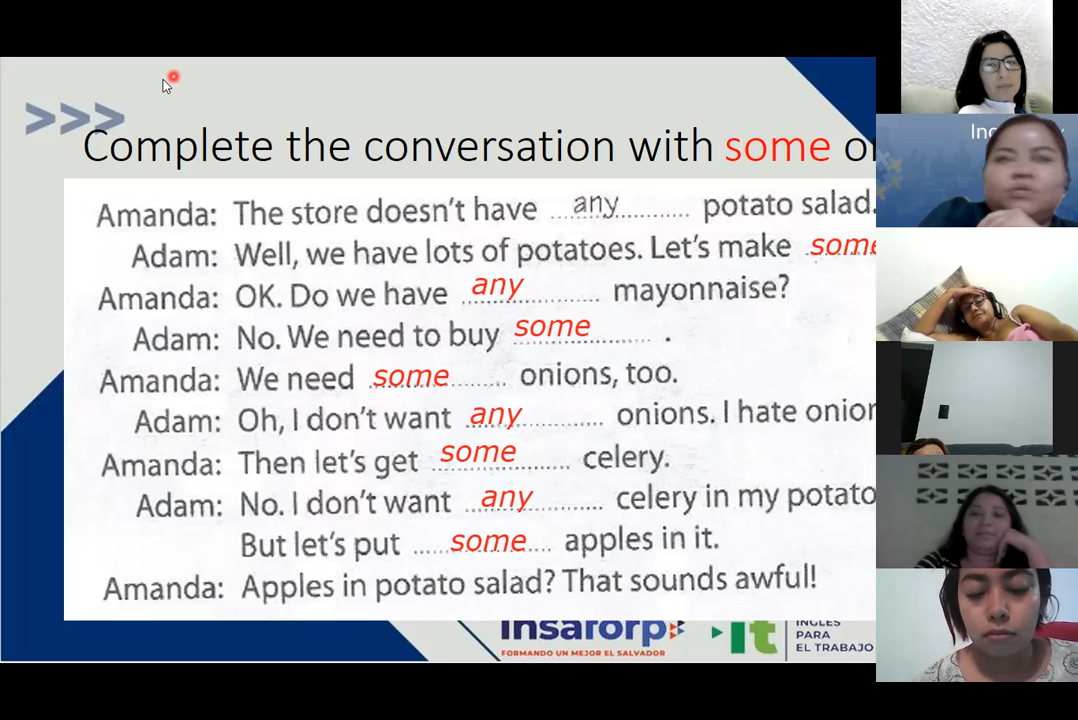 >>>
Complete the conversation with some or
Amanda: The store doesn't have any potato salad.
Adam: Well, we have lots of potatoes. Let's make some
Amanda: OK. Do we have any mayonnaise?
Adam: No. We need to buy some .
Amanda: We need some onions, too.
Adam: Oh, I don't want any onions. I hate onion
Amanda: Then let's get some celery.
Adam: No. I don't want any celery in my potato
But let's put some apples in it.
Amanda: Apples in potato salad? That sounds awful!
Insaforp
FORMANDO UN MEJOR EL SALVADOR
It
INGLÉS
PARA
EL TRABAJO